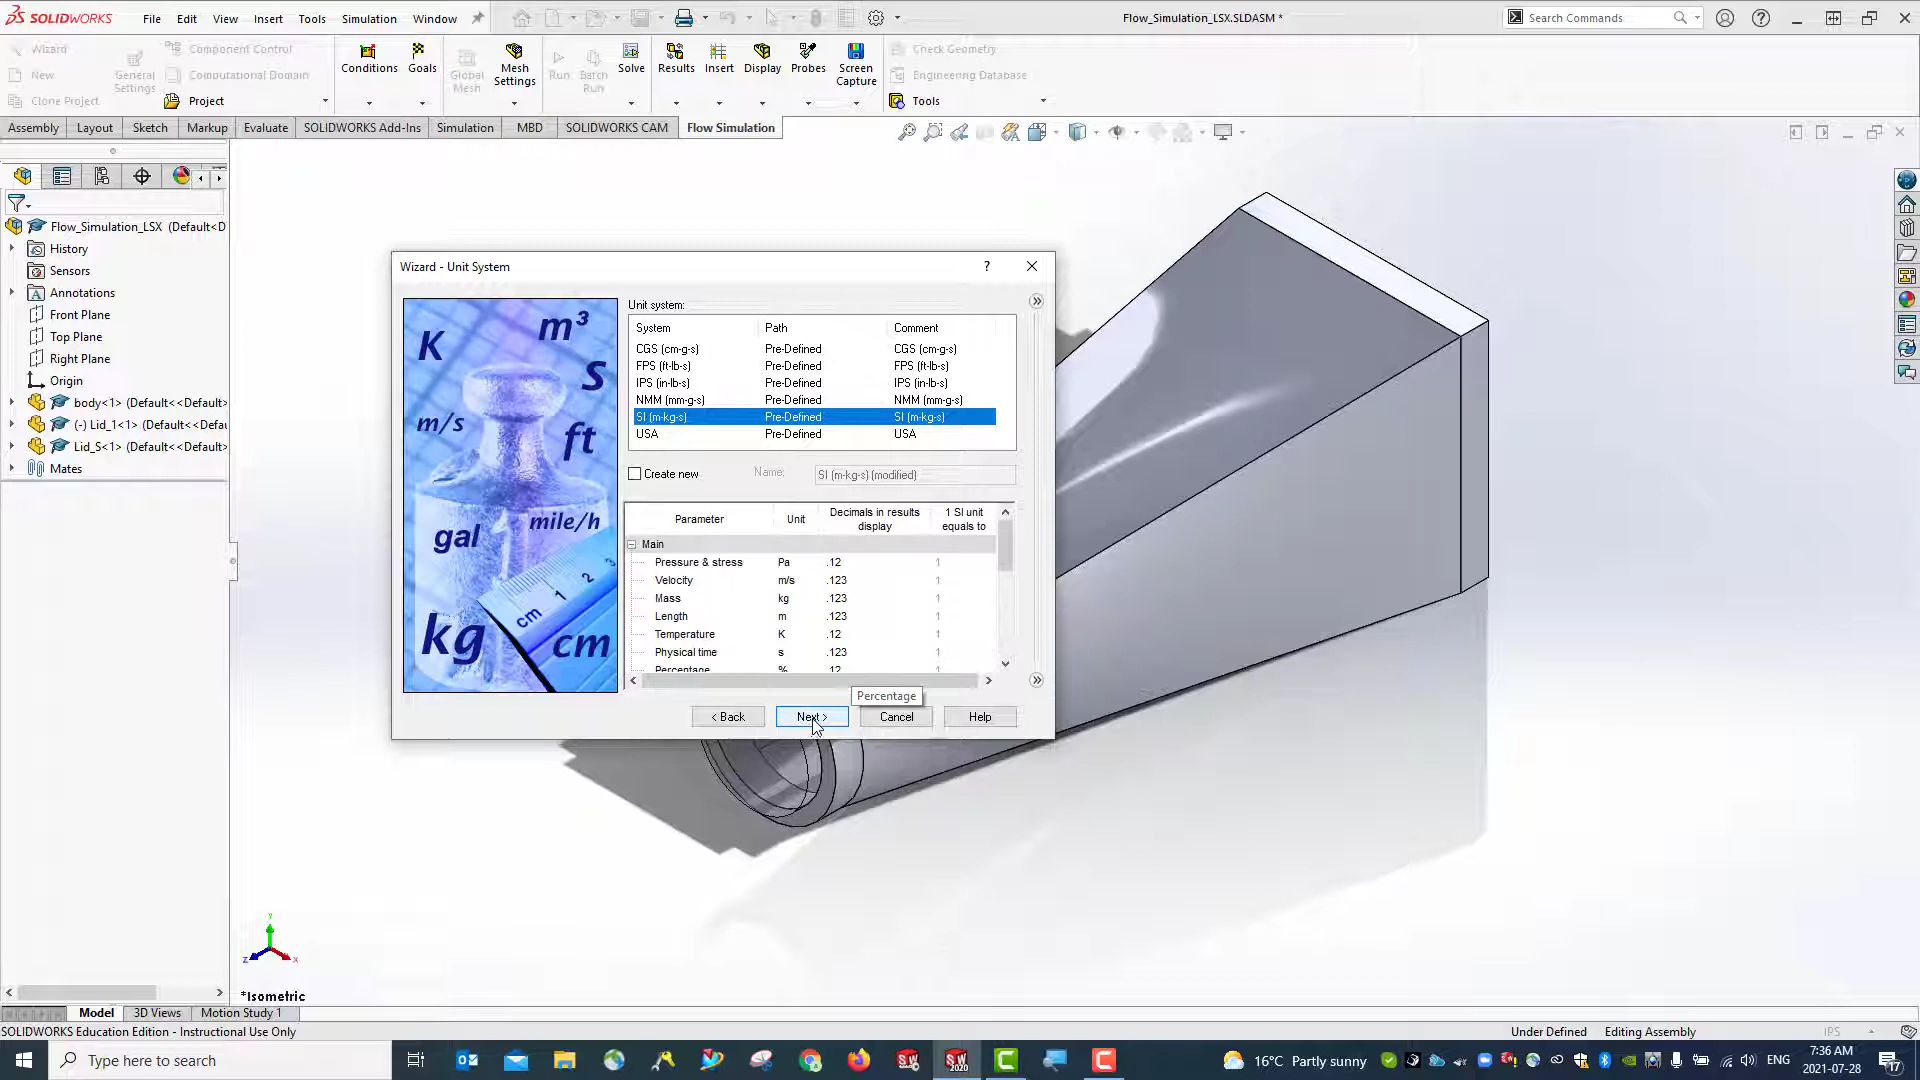 SOLIDWORKS File Edit View Insert Tools Simulation Window Flow_Simulation_LSX.SLDASM * Search Commands
Wizard Component Control Check Geometry
New Computational Domain Engineering Database
Clone Project Project Tools
General Settings
Conditions Goals Global Mesh Mesh Settings Run Batch Run Solve Results Insert Display Probes Screen Capture
Assembly Layout Sketch Markup Evaluate SOLIDWORKS Add-Ins Simulation MBD SOLIDWORKS CAM Flow Simulation
Flow_Simulation_LSX (Default<D
History
Sensors
Annotations
Front Plane
Top Plane
Right Plane
Origin
body<1> (Default<<Default>
(-) Lid_1<1> (Default<<Defau
Lid_S<1> (Default<<Default>
Mates
Wizard - Unit System ?
K m³ S m/s ft gal mile/h kg cm cm 1 2 3
Unit system:
System Path Comment
CGS (cm-g-s) Pre-Defined CGS (cm-g-s)
FPS (ft-lb-s) Pre-Defined FPS (ft-lb-s)
IPS (in-lb-s) Pre-Defined IPS (in-lb-s)
NMM (mm-g-s) Pre-Defined NMM (mm-g-s)
SI (m-kg-s) Pre-Defined SI (m-kg-s)
USA Pre-Defined USA
Create new Name: SI (m-kg-s) (modified)
Parameter Unit Decimals in results display 1 SI unit equals to
Main
Pressure & stress Pa .12 1
Velocity m/s .123 1
Mass kg .123 1
Length m .123 1
Temperature K .12 1
Physical time s .123 1
Percentage % .12 1
Percentage
< Back Next > Cancel Help
Y
Z X
*Isometric
Model 3D Views Motion Study 1
SOLIDWORKS Education Edition - Instructional Use Only Under Defined Editing Assembly IPS
Type here to search SW 2020 16°C Partly sunny ENG 7:36 AM
2021-07-28 17